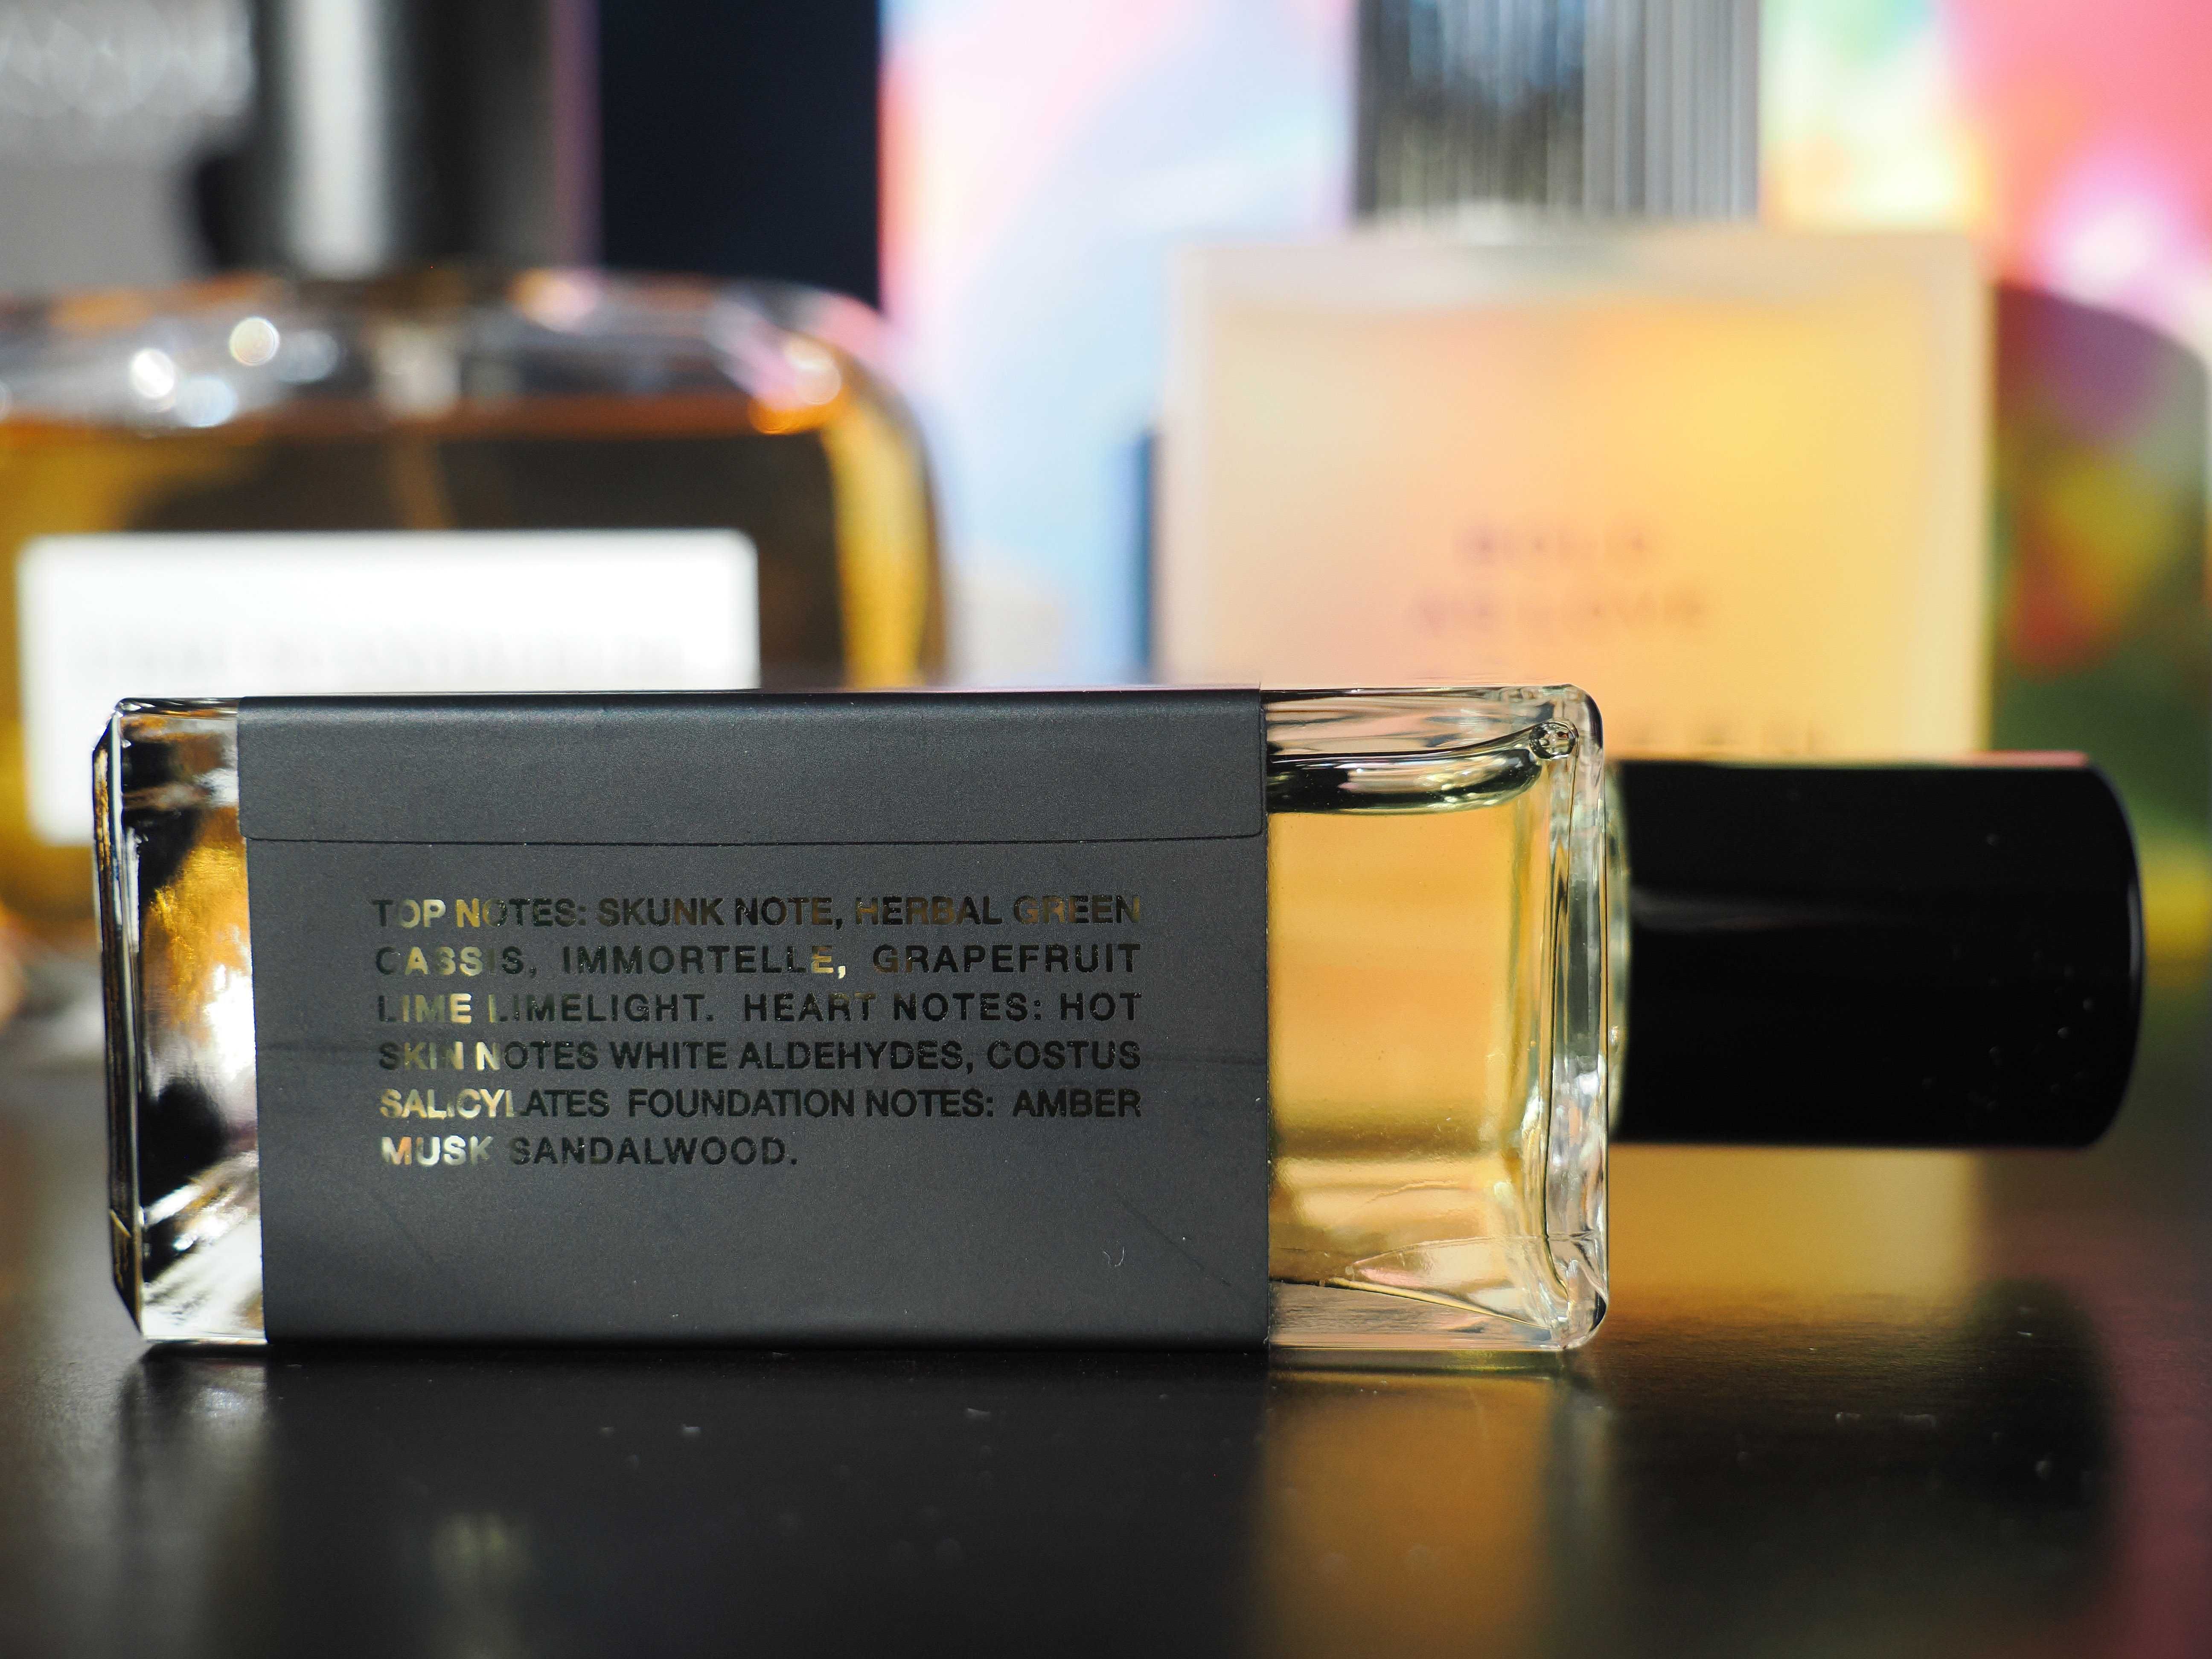 TOP NOTES: SKUNK NOTE, HERBAL GREEN
CASSIS, IMMORTELLE, GRAPEFRUIT
LIME LIMELIGHT. HEART NOTES: HOT
SKIN NOTES WHITE ALDEHYDES, COSTUS
SALICYLATES FOUNDATION NOTES: AMBER
MUSK SANDALWOOD.